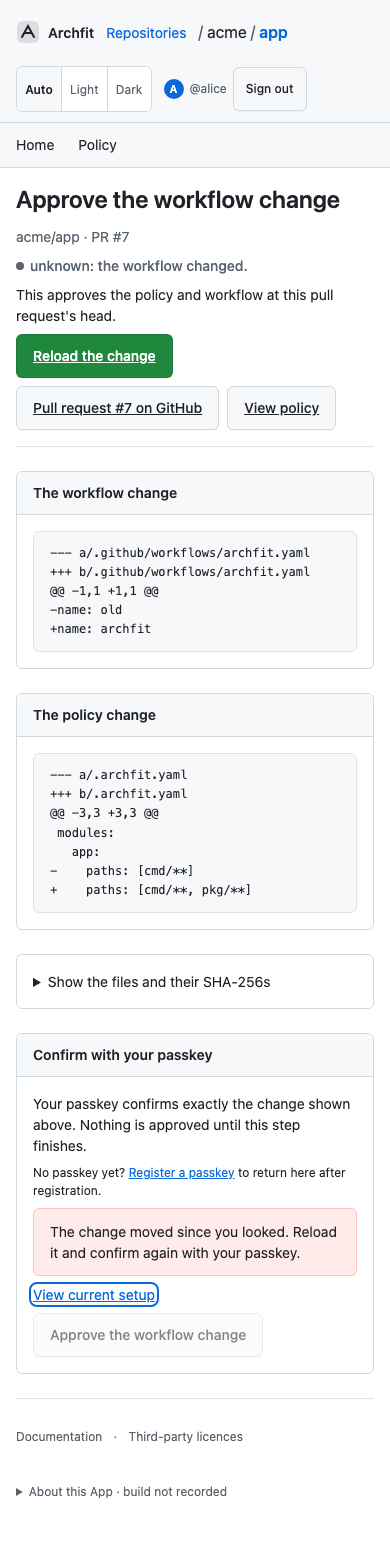 Archfit Repositories / acme / app
Auto Light Dark A @alice Sign out
Home Policy
Approve the workflow change
acme/app · PR #7
unknown: the workflow changed.
This approves the policy and workflow at this pull
request's head.
Reload the change
Pull request #7 on GitHub View policy
The workflow change
--- a/.github/workflows/archfit.yaml
+++ b/.github/workflows/archfit.yaml
@@ -1,1 +1,1 @@
-name: old
+name: archfit
The policy change
--- a/.archfit.yaml
+++ b/.archfit.yaml
@@ -3,3 +3,3 @@
 modules:
   app:
-    paths: [cmd/**]
+    paths: [cmd/**, pkg/**]
Show the files and their SHA-256s
Confirm with your passkey
Your passkey confirms exactly the change shown
above. Nothing is approved until this step
finishes.
No passkey yet? Register a passkey to return here after
registration.
The change moved since you looked. Reload
it and confirm again with your passkey.
View current setup
Approve the workflow change
Documentation · Third-party licences
About this App · build not recorded